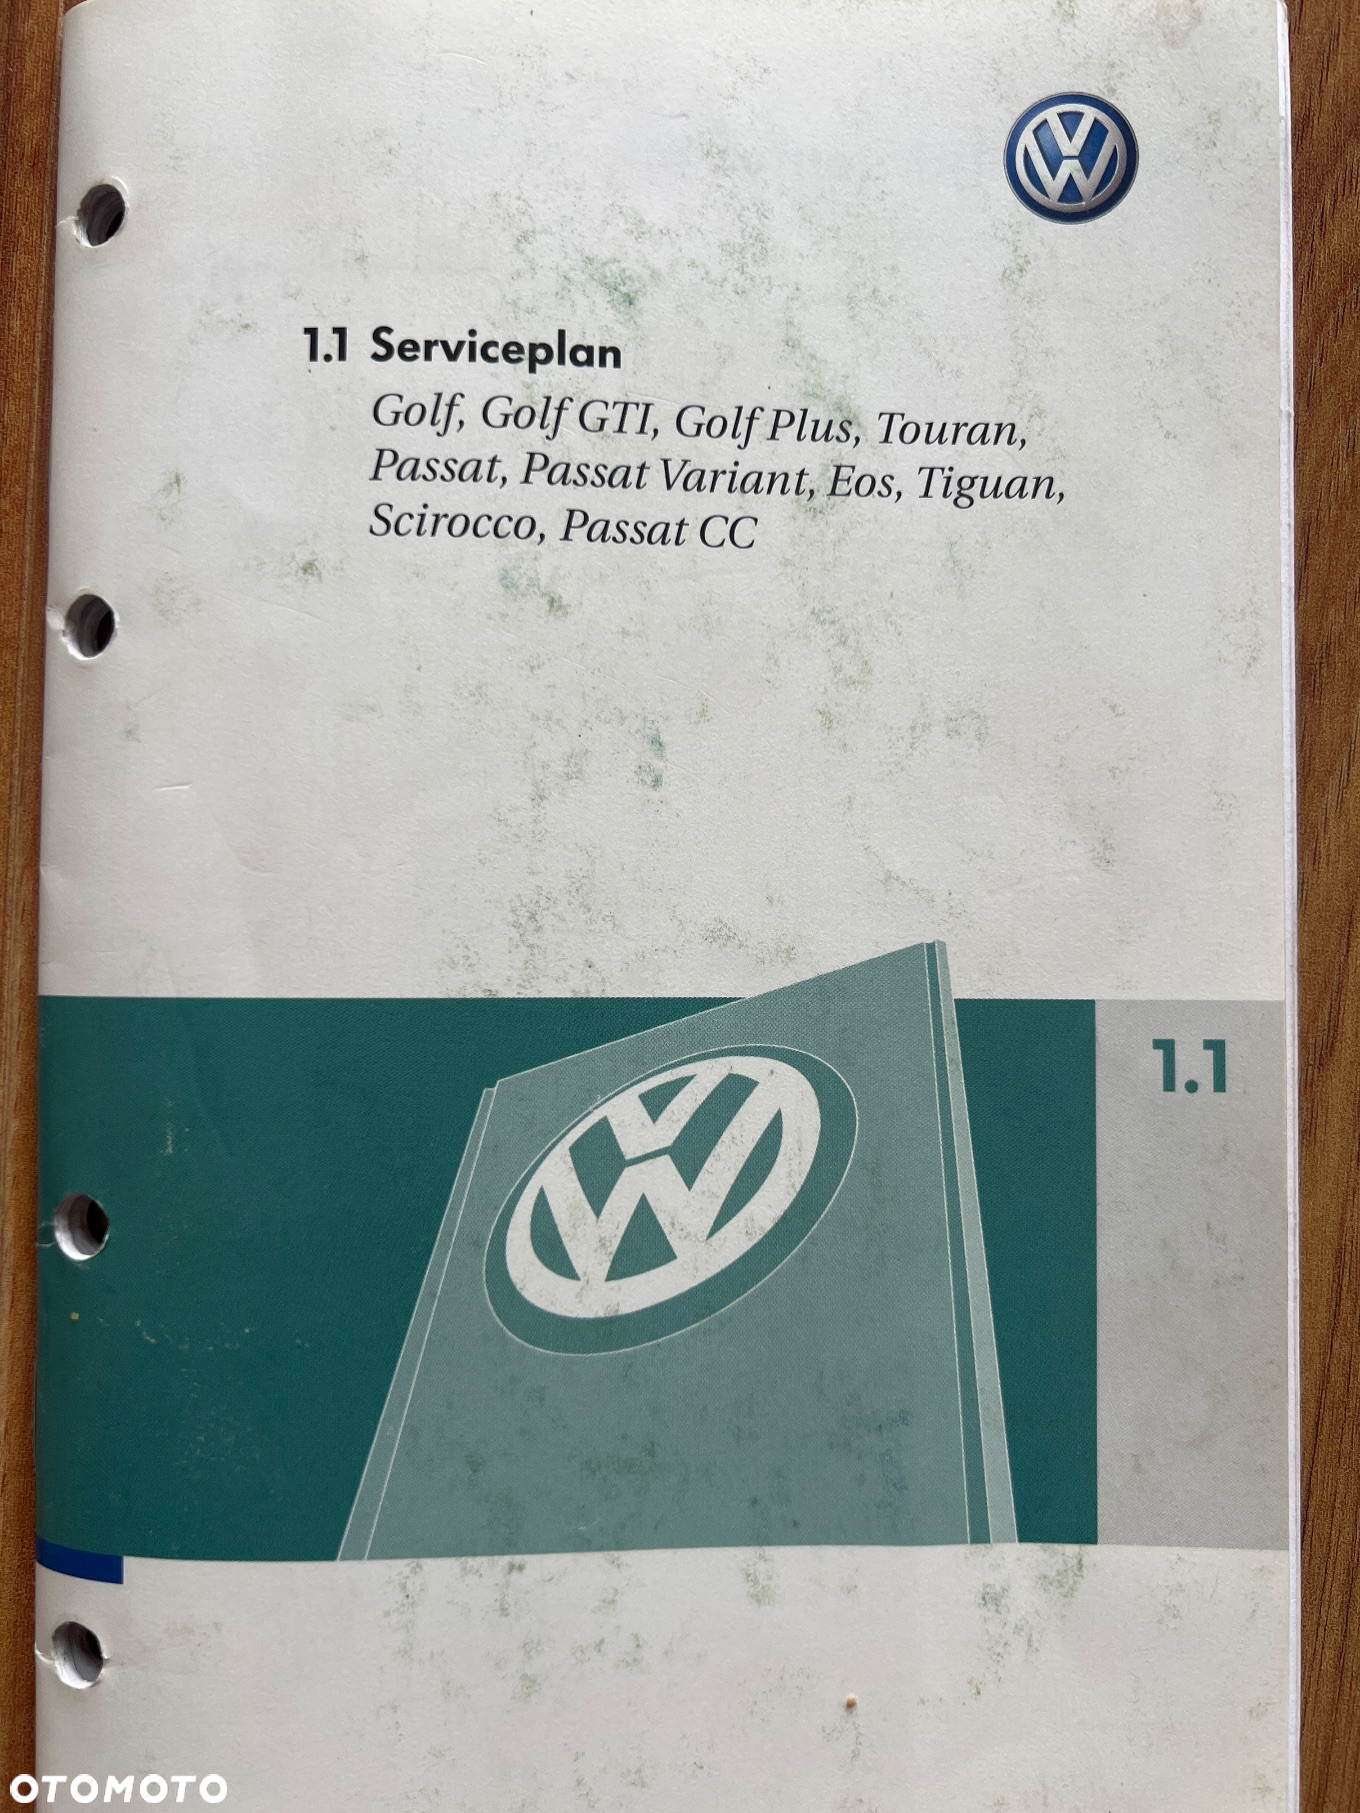 1.1 Serviceplan
Golf, Golf GTI, Golf Plus, Touran,
Passat, Passat Variant, Eos, Tiguan,
Scirocco, Passat CC
1.1
OTOMOTO